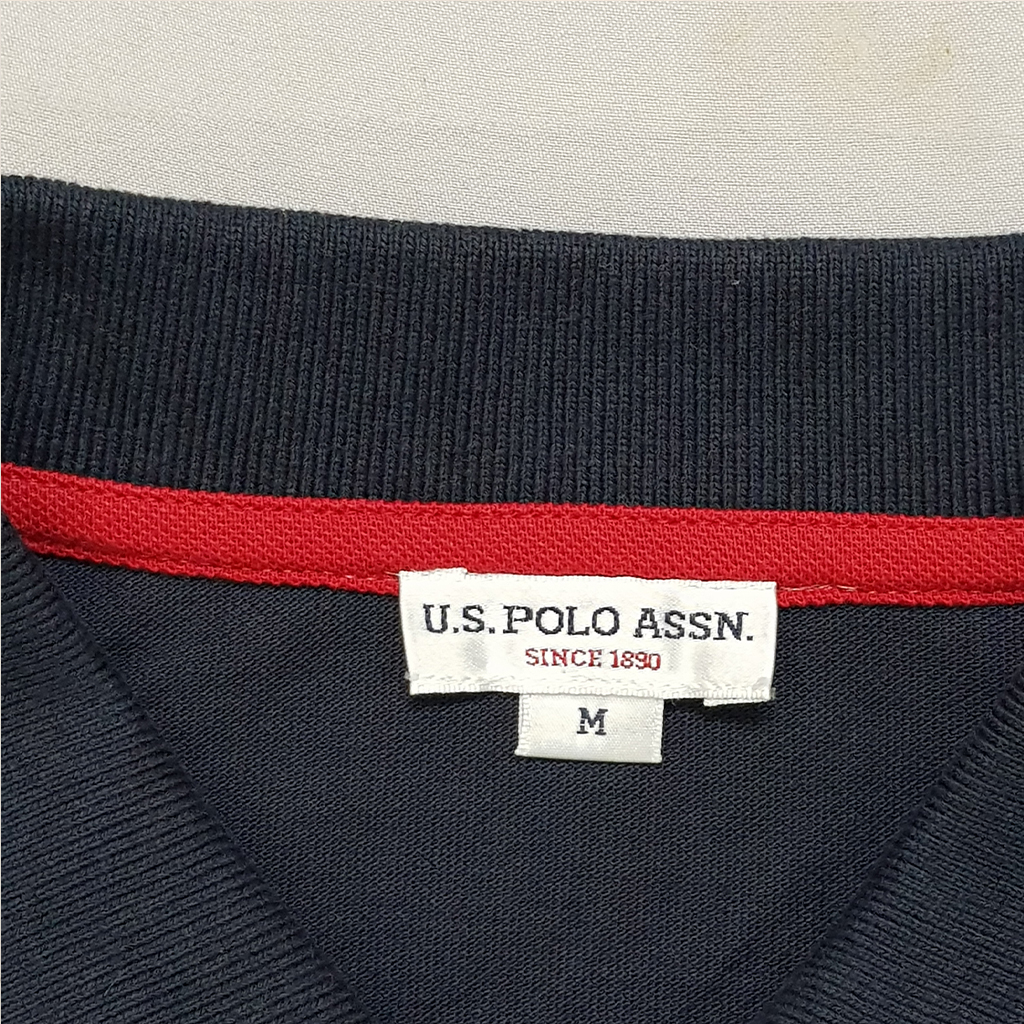 U.S. POLO ASSN.
SINCE 1890
M